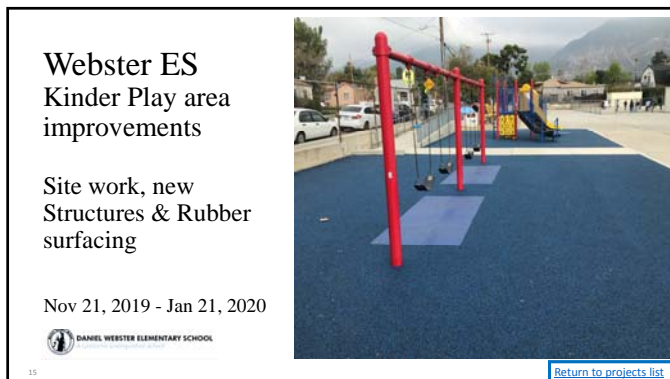 Webster ES
Kinder Play area
improvements
Site work, new
Structures & Rubber
surfacing
Nov 21, 2019 - Jan 21, 2020
DANIEL WEBSTER ELEMENTARY SCHOOL
15
Return to projects list